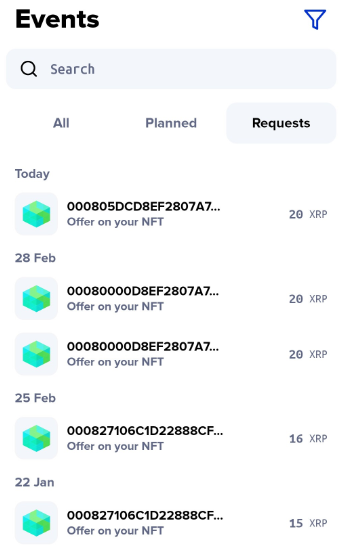 Events
Search
All Planned Requests
Today
000805DCD8EF2807A7...
Offer on your NFT
20 XRP
28 Feb
00080000D8EF2807A7...
Offer on your NFT
20 XRP
00080000D8EF2807A7...
Offer on your NFT
20 XRP
25 Feb
000827106C1D22888CF...
Offer on your NFT
16 XRP
22 Jan
000827106C1D22888CF...
Offer on your NFT
15 XRP